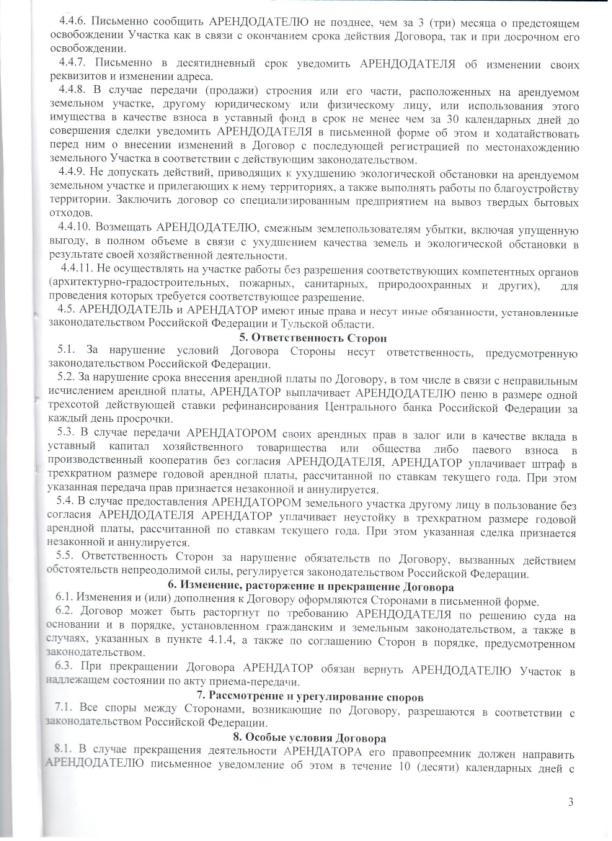 4.4.6. Письменно сообщить АРЕНДОДАТЕЛЮ не позднее, чем за 3 (три) месяца о предстоящем
освобождении Участка как в связи с окончанием срока действия Договора, так и при досрочном его
освобождении.
4.4.7. Письменно в десятидневный срок уведомить АРЕНДОДАТЕЛЯ об изменении своих
реквизитов и изменении адреса.
4.4.8. В случае передачи (продажи) строения или его части, расположенных на арендуемом
земельном участке, другому юридическому или физическому лицу, или использования этого
имущества в качестве взноса в уставный фонд в срок не менее чем за 30 календарных дней до
совершения сделки уведомить АРЕНДОДАТЕЛЯ в письменной форме об этом и ходатайствовать
перед ним о внесении изменений в Договор с последующей регистрацией по местонахождению
земельного Участка в соответствии с действующим законодательством.
4.4.9. Не допускать действий, приводящих к ухудшению экологической обстановки на арендуемом
земельном участке и прилегающих к нему территориях, а также выполнять работы по благоустройству
территории. Заключить договор со специализированным предприятием на вывоз твердых бытовых
отходов.
4.4.10. Возмещать АРЕНДОДАТЕЛЮ, смежным землепользователям убытки, включая упущенную
выгоду, в полном объеме в связи с ухудшением качества земель и экологической обстановки в
результате своей хозяйственной деятельности.
4.4.11. Не осуществлять на участке работы без разрешения соответствующих компетентных органов
(архитектурно-градостроительных, пожарных, санитарных, природоохранных и других), для
проведения которых требуется соответствующее разрешение.
4.5. АРЕНДОДАТЕЛЬ и АРЕНДАТОР имеют иные права и несут иные обязанности, установленные
законодательством Российской Федерации и Тульской области.
5. Ответственность Сторон
5.1. За нарушение условий Договора Стороны несут ответственность, предусмотренную
законодательством Российской Федерации.
5.2. За нарушение срока внесения арендной платы по Договору, в том числе в связи с неправильным
исчислением арендной платы, АРЕНДАТОР выплачивает АРЕНДОДАТЕЛЮ пеню в размере одной
трехсотой действующей ставки рефинансирования Центрального банка Российской Федерации за
каждый день просрочки.
5.3. В случае передачи АРЕНДАТОРОМ своих арендных прав в залог или в качестве вклада в
уставный капитал хозяйственного товарищества или общества либо паевого взноса в
производственный кооператив без согласия АРЕНДОДАТЕЛЯ, АРЕНДАТОР уплачивает штраф в
трехкратном размере годовой арендной платы, рассчитанной по ставкам текущего года. При этом
указанная передача прав признается незаконной и аннулируется.
5.4. В случае предоставления АРЕНДАТОРОМ земельного участка другому лицу в пользование без
согласия АРЕНДОДАТЕЛЯ АРЕНДАТОР уплачивает неустойку в трехкратном размере годовой
арендной платы, рассчитанной по ставкам текущего года. При этом указанная сделка признается
незаконной и аннулируется.
5.5. Ответственность Сторон за нарушение обязательств по Договору, вызванных действием
обстоятельств непреодолимой силы, регулируется законодательством Российской Федерации.
6. Изменение, расторжение и прекращение Договора
6.1. Изменения и (или) дополнения к Договору оформляются Сторонами в письменной форме.
6.2. Договор может быть расторгнут по требованию АРЕНДОДАТЕЛЯ по решению суда на
основании и в порядке, установленном гражданским и земельным законодательством, а также в
случаях, указанных в пункте 4.1.4, а также по соглашению Сторон в порядке, предусмотренном
законодательством.
6.3. При прекращении Договора АРЕНДАТОР обязан вернуть АРЕНДОДАТЕЛЮ Участок в
надлежащем состоянии по акту приема-передачи.
7. Рассмотрение и урегулирование споров
7.1. Все споры между Сторонами, возникающие по Договору, разрешаются в соответствии с
законодательством Российской Федерации.
8. Особые условия Договора
8.1. В случае прекращения деятельности АРЕНДАТОРА его правопреемник должен направить
АРЕНДОДАТЕЛЮ письменное уведомление об этом в течение 10 (десяти) календарных дней с
3